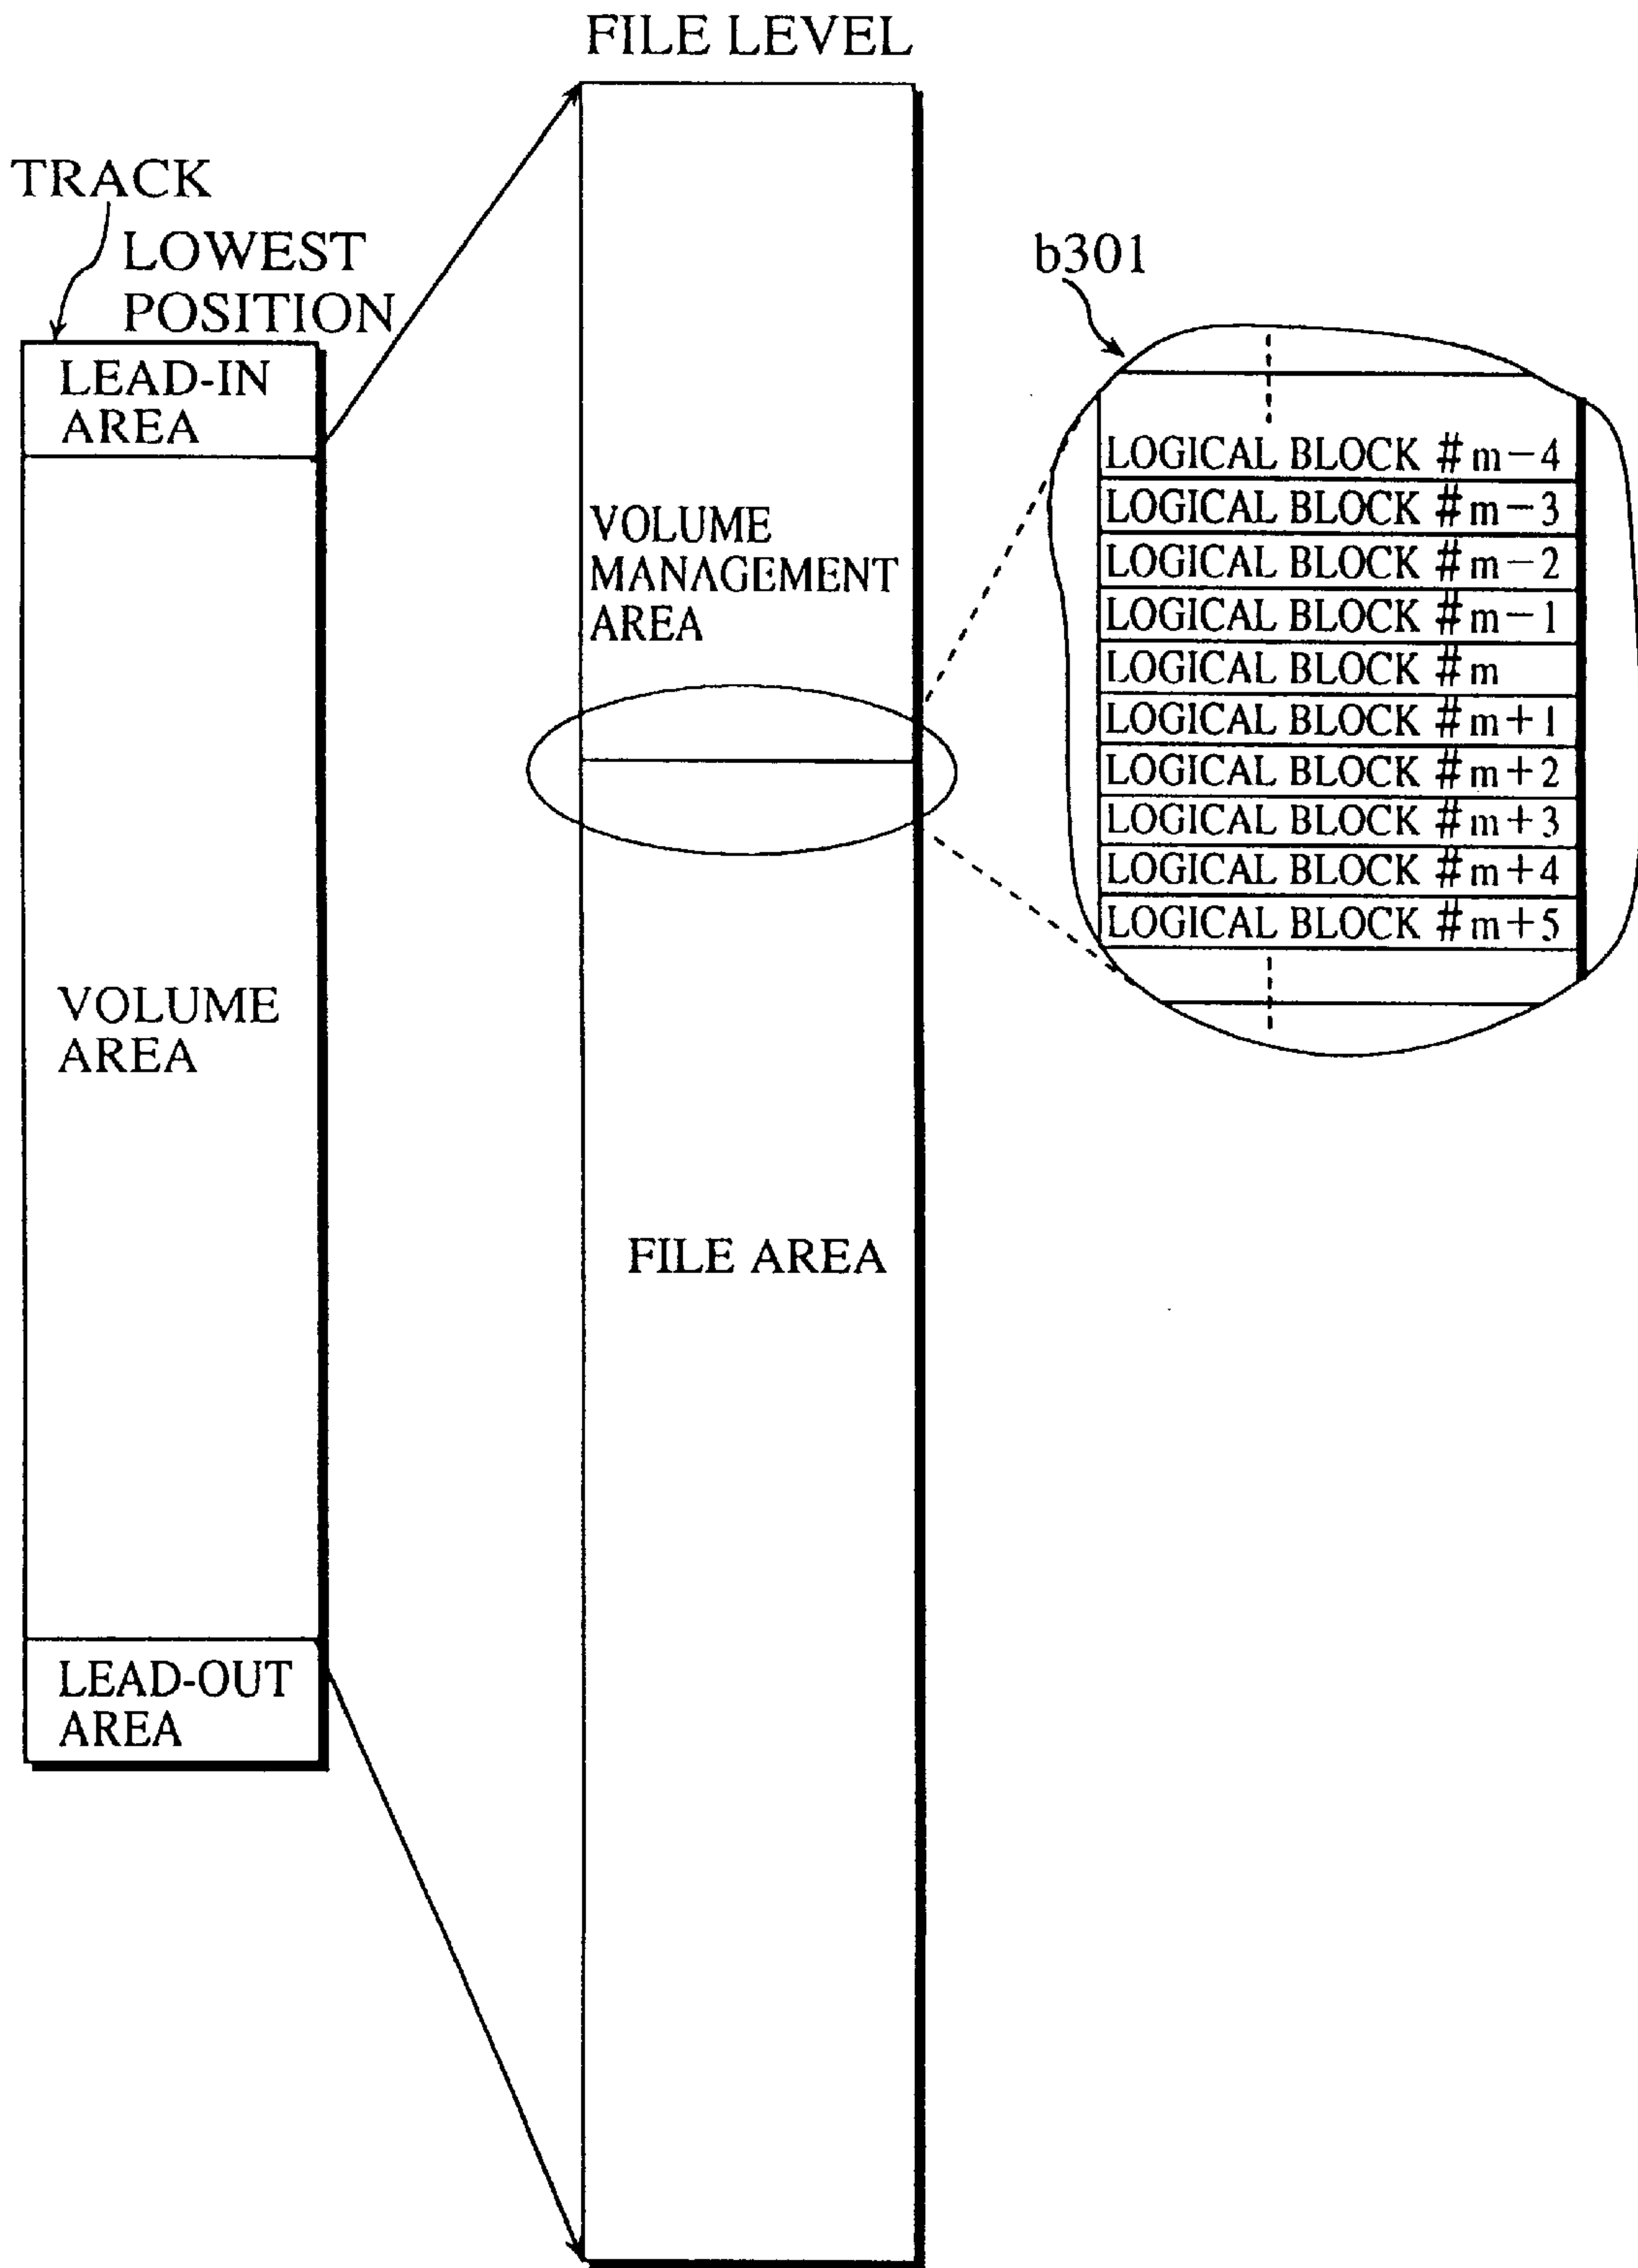 FILE LEVEL
TRACK
LOWEST
POSITION
LEAD-IN
AREA
VOLUME
AREA
LEAD-OUT
AREA
VOLUME
MANAGEMENT
AREA
FILE AREA
b301
LOGICAL BLOCK #m-4
LOGICAL BLOCK #m-3
LOGICAL BLOCK #m-2
LOGICAL BLOCK #m-1
LOGICAL BLOCK #m
LOGICAL BLOCK #m+1
LOGICAL BLOCK #m+2
LOGICAL BLOCK #m+3
LOGICAL BLOCK #m+4
LOGICAL BLOCK #m+5